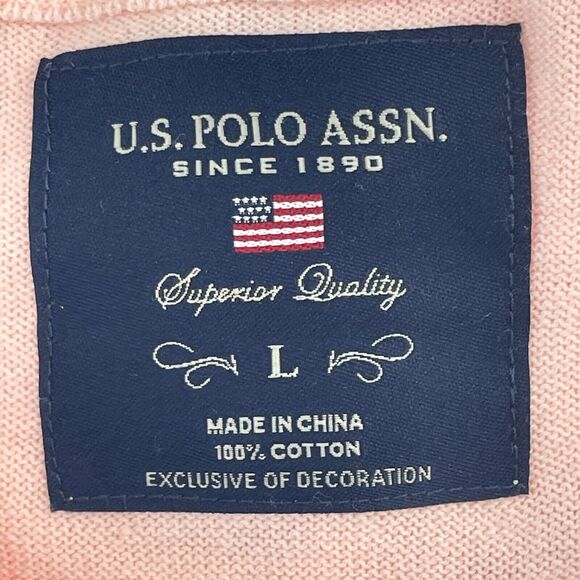 U.S. POLO ASSN.
SINCE 1890
Superior Quality
L
MADE IN CHINA
100% COTTON
EXCLUSIVE OF DECORATION